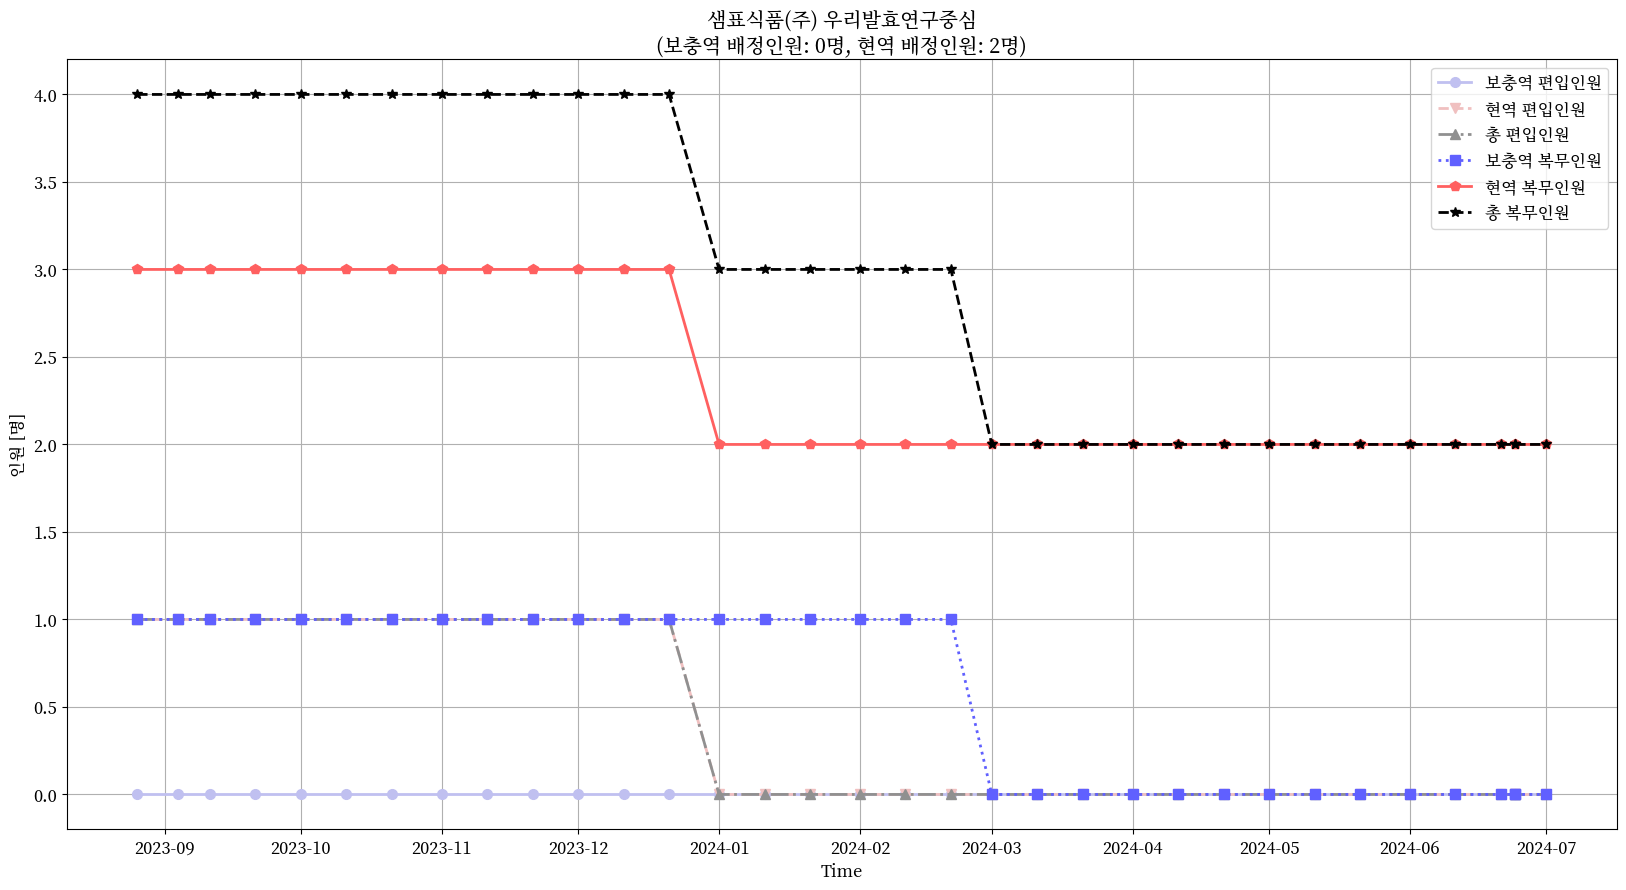 샘표식품(주) 우리발효연구중심
(보충역 배정인원: 0명, 현역 배정인원: 2명)
보충역 편입인원
현역 편입인원
총 편입인원
보충역 복무인원
현역 복무인원
총 복무인원
인원 [명]
4.0
3.5
3.0
2.5
2.0
1.5
1.0
0.5
0.0
2023-09 2023-10 2023-11 2023-12 2024-01 2024-02 2024-03 2024-04 2024-05 2024-06 2024-07
Time